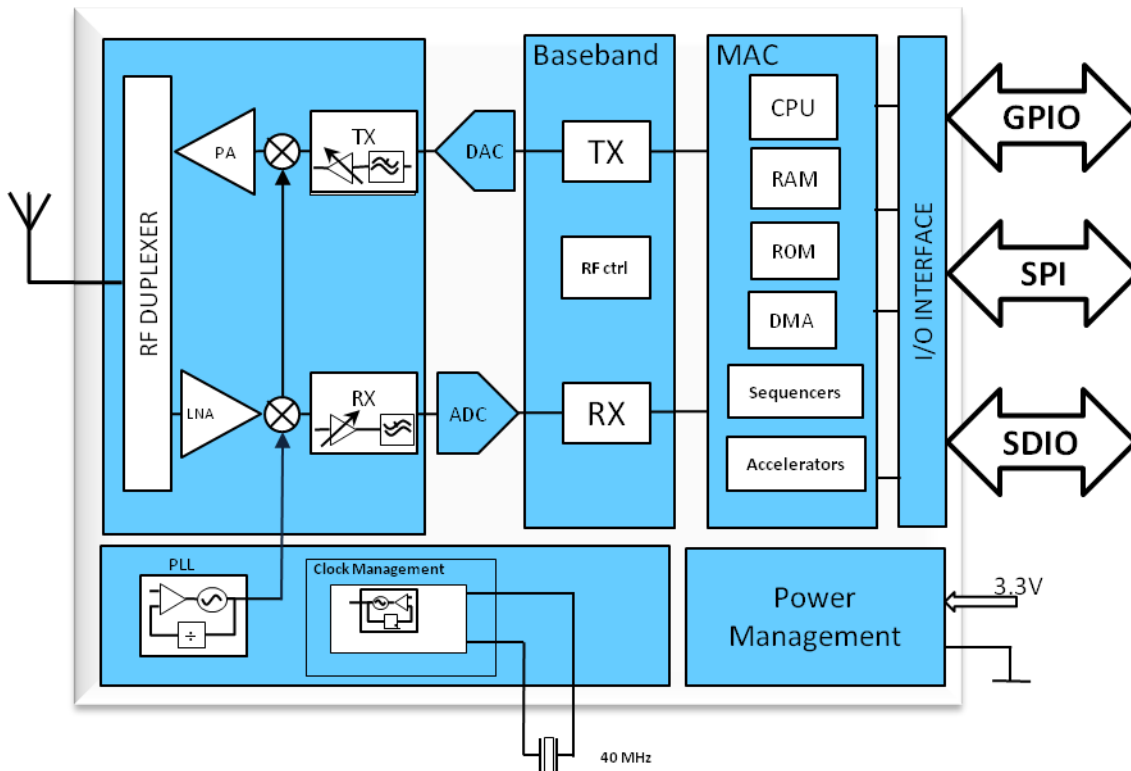 Baseband
MAC
CPU
GPIO
TX
PA
DAC
TX
RAM
RF DUPLEXER
RF ctrl
ROM
SPI
I/O INTERFACE
DMA
RX
LNA
ADC
RX
Sequencers
SDIO
Accelerators
PLL
Clock Management
÷
3.3V
Power
Management
40 MHz